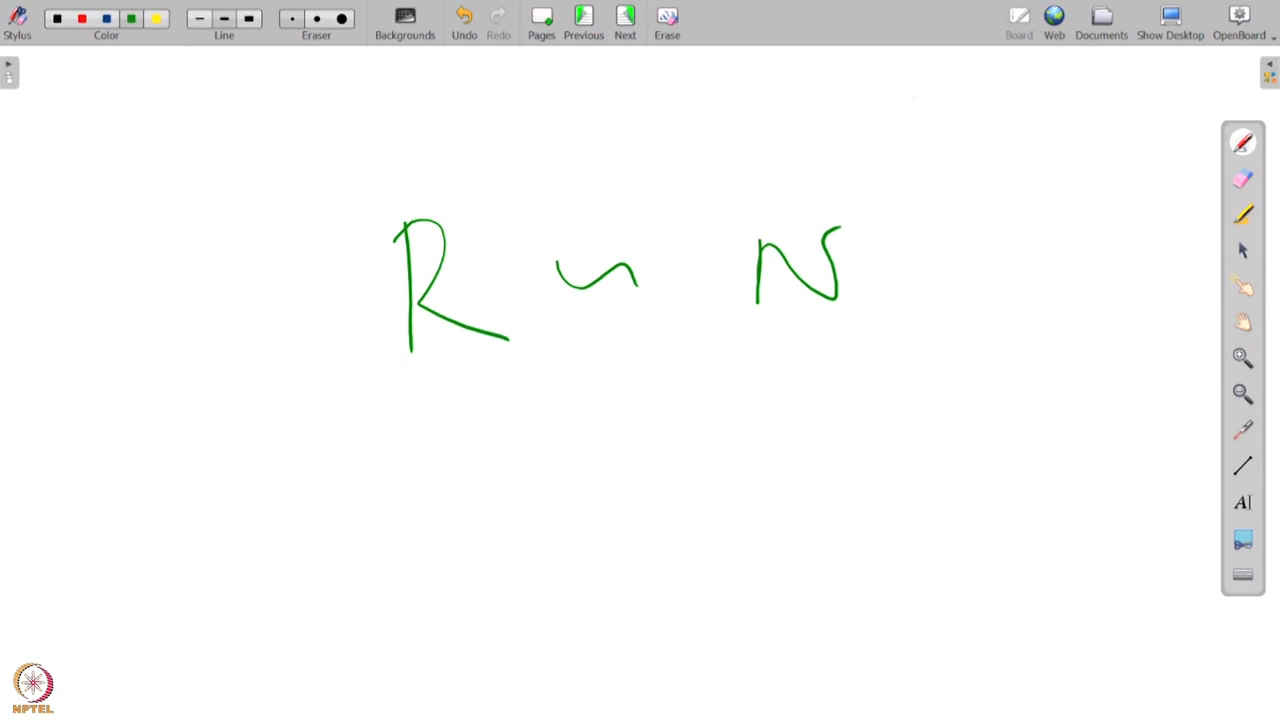 Stylus Color Line Eraser Backgrounds Undo Redo Pages Previous Next Erase Board Web Documents Show Desktop OpenBoard
R ~ N
A
NPTEL